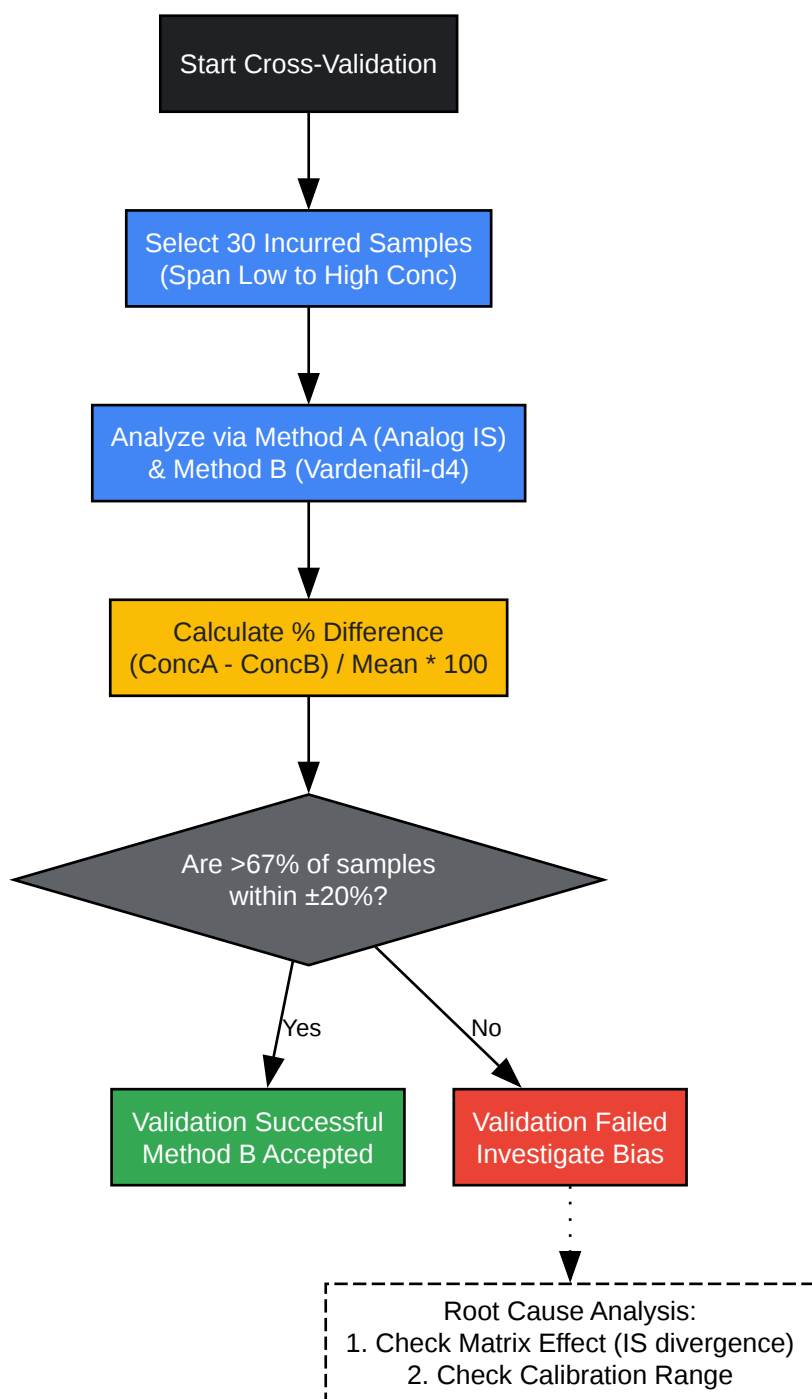 Start Cross-Validation
Select 30 Incurred Samples
(Span Low to High Conc)
Analyze via Method A (Analog IS)
& Method B (Vardenafil-d4)
Calculate % Difference
(ConcA - ConcB) / Mean * 100
Are >67% of samples
within ±20%?
Yes
No
Validation Successful
Method B Accepted
Validation Failed
Investigate Bias
Root Cause Analysis:
1. Check Matrix Effect (IS divergence)
2. Check Calibration Range